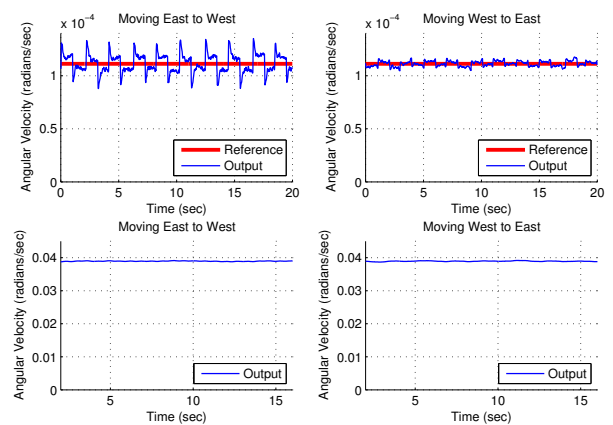 Moving East to West
x 10⁻⁴
Angular Velocity (radians/sec)
1
0.5
0
0 5 10 15 20
Time (sec)
Reference
Output
Moving West to East
x 10⁻⁴
Angular Velocity (radians/sec)
1
0.5
0
0 5 10 15 20
Time (sec)
Reference
Output
Moving East to West
Angular Velocity (radians/sec)
0.04
0.03
0.02
0.01
0
5 10 15
Time (sec)
Output
Moving West to East
Angular Velocity (radians/sec)
0.04
0.03
0.02
0.01
0
5 10 15
Time (sec)
Output